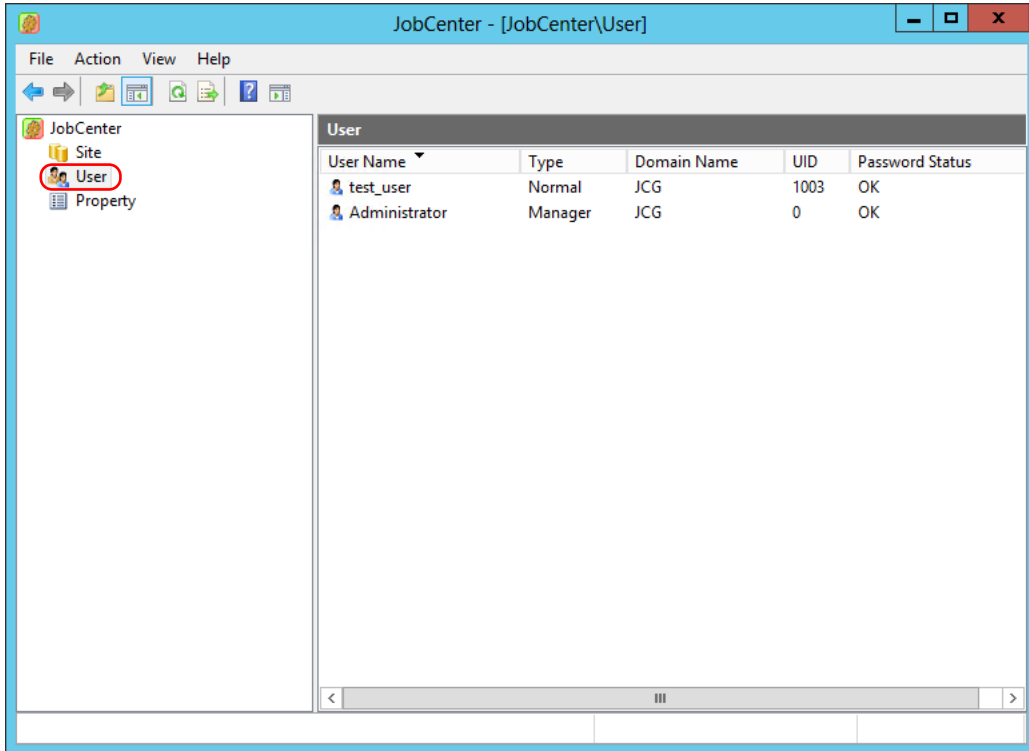 JobCenter - [JobCenter\User]
File Action View Help
JobCenter
Site
User
Property
User
User Name Type Domain Name UID Password Status
test_user Normal JCG 1003 OK
Administrator Manager JCG 0 OK